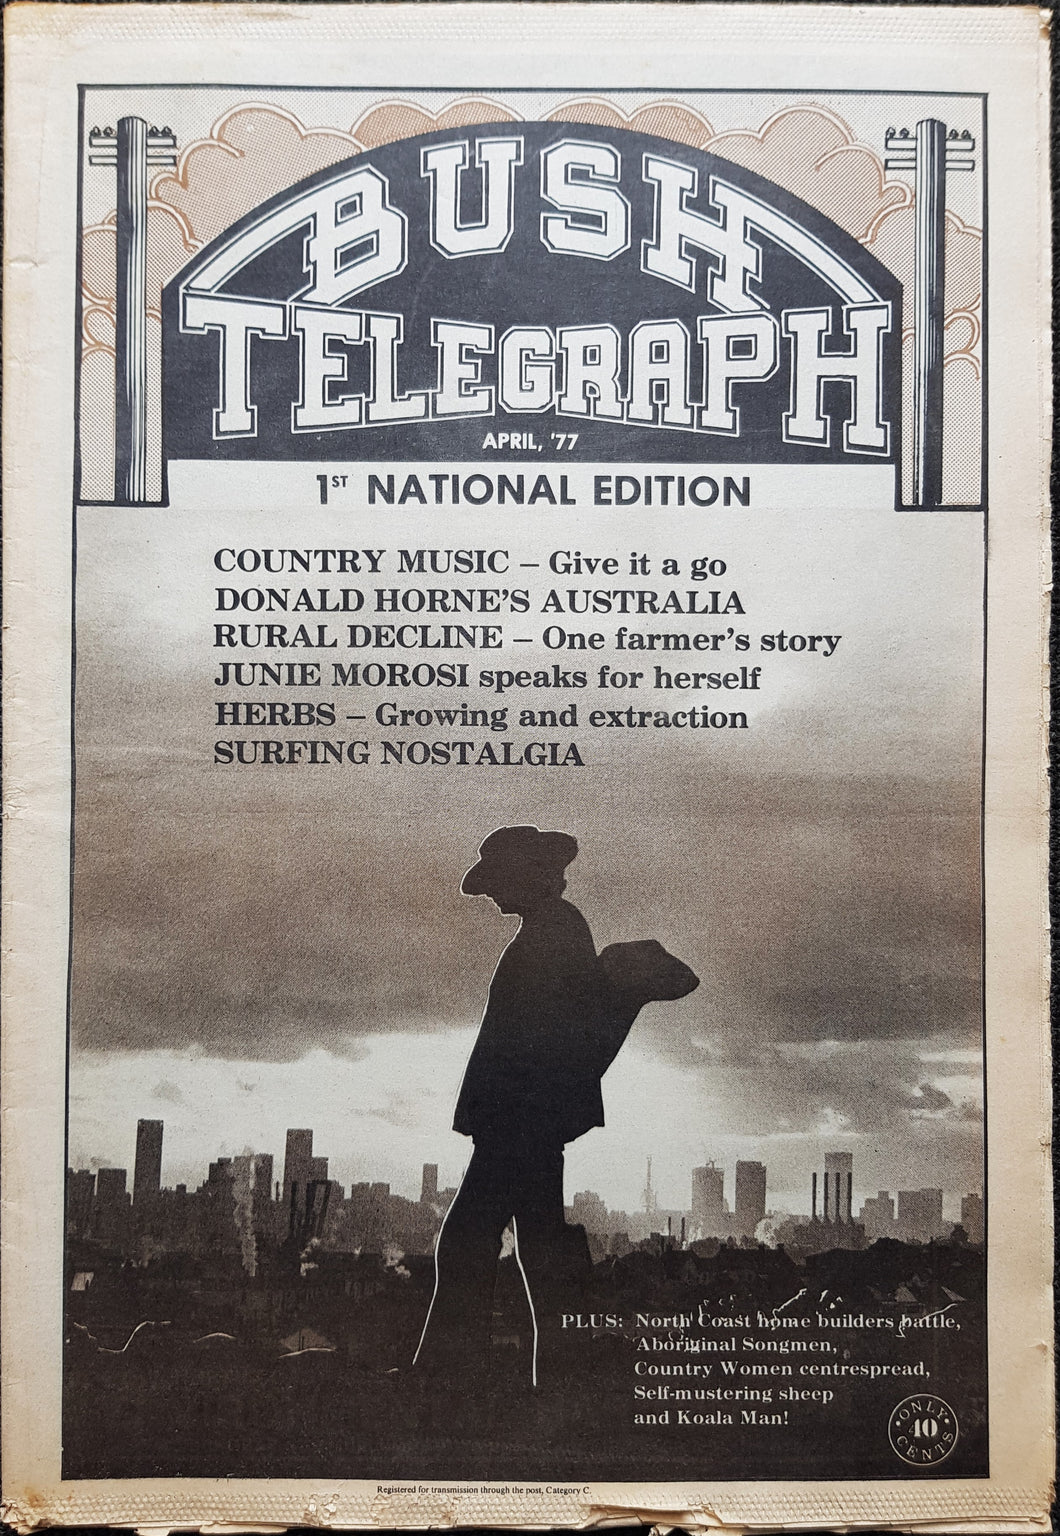 BUSH
TELEGRAPH
APRIL, '77
1ST NATIONAL EDITION
COUNTRY MUSIC – Give it a go
DONALD HORNE'S AUSTRALIA
RURAL DECLINE – One farmer's story
JUNIE MOROSI speaks for herself
HERBS – Growing and extraction
SURFING NOSTALGIA
PLUS: North Coast home builders battle,
Aboriginal Songmen,
Country Women centrespread,
Self-mustering sheep
and Koala Man!
ONLY
40
CENTS
Registered for transmission through the post, Category C.